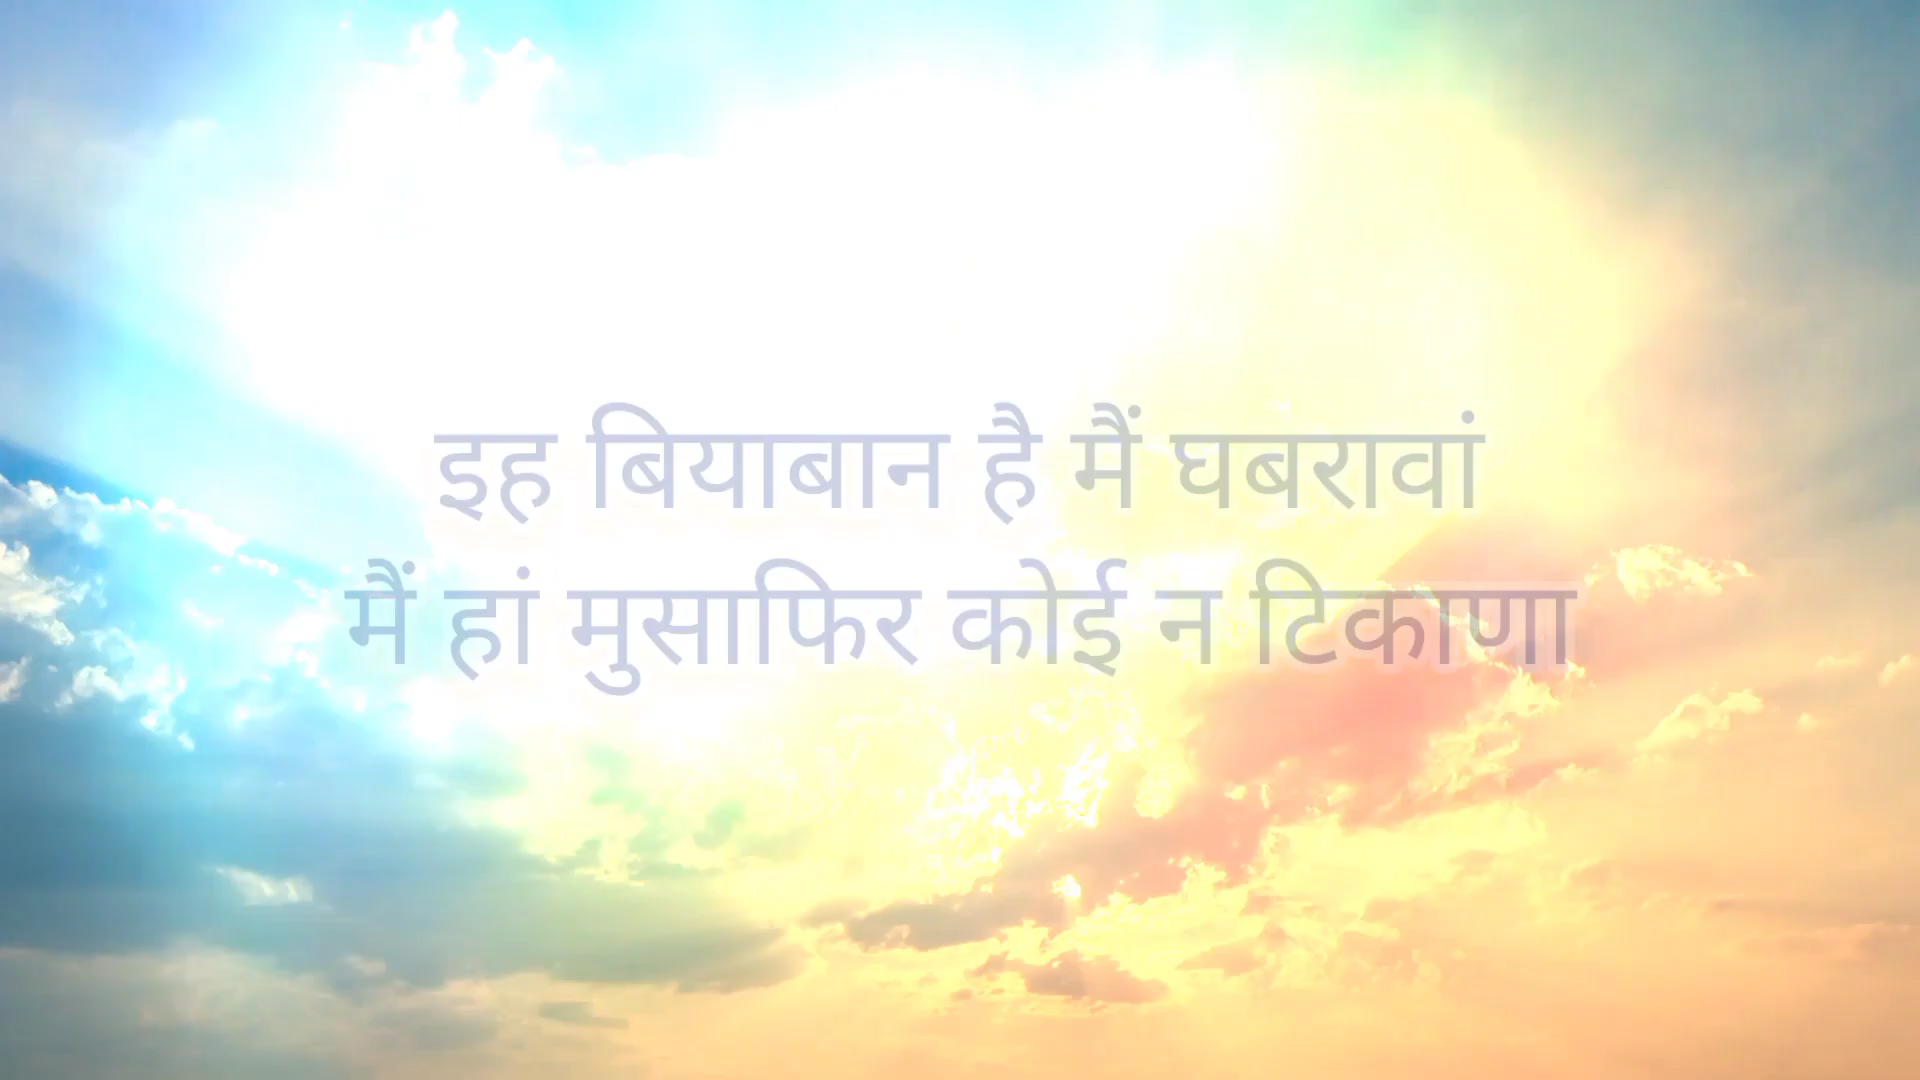 इह बियाबान है मैं घबरावां
मैं हां मुसाफिर कोई न टिकाणा